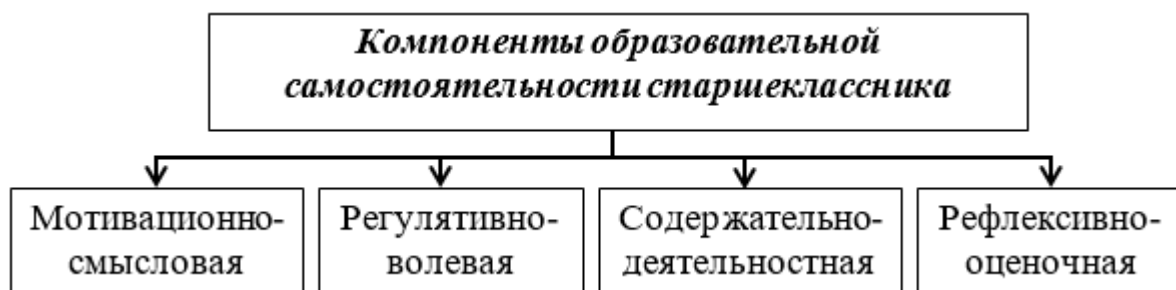 Компоненты образовательной
самостоятельности старшеклассника
Мотивационно-
смысловая
Регулятивно-
волевая
Содержательно-
деятельностная
Рефлексивно-
оценочная